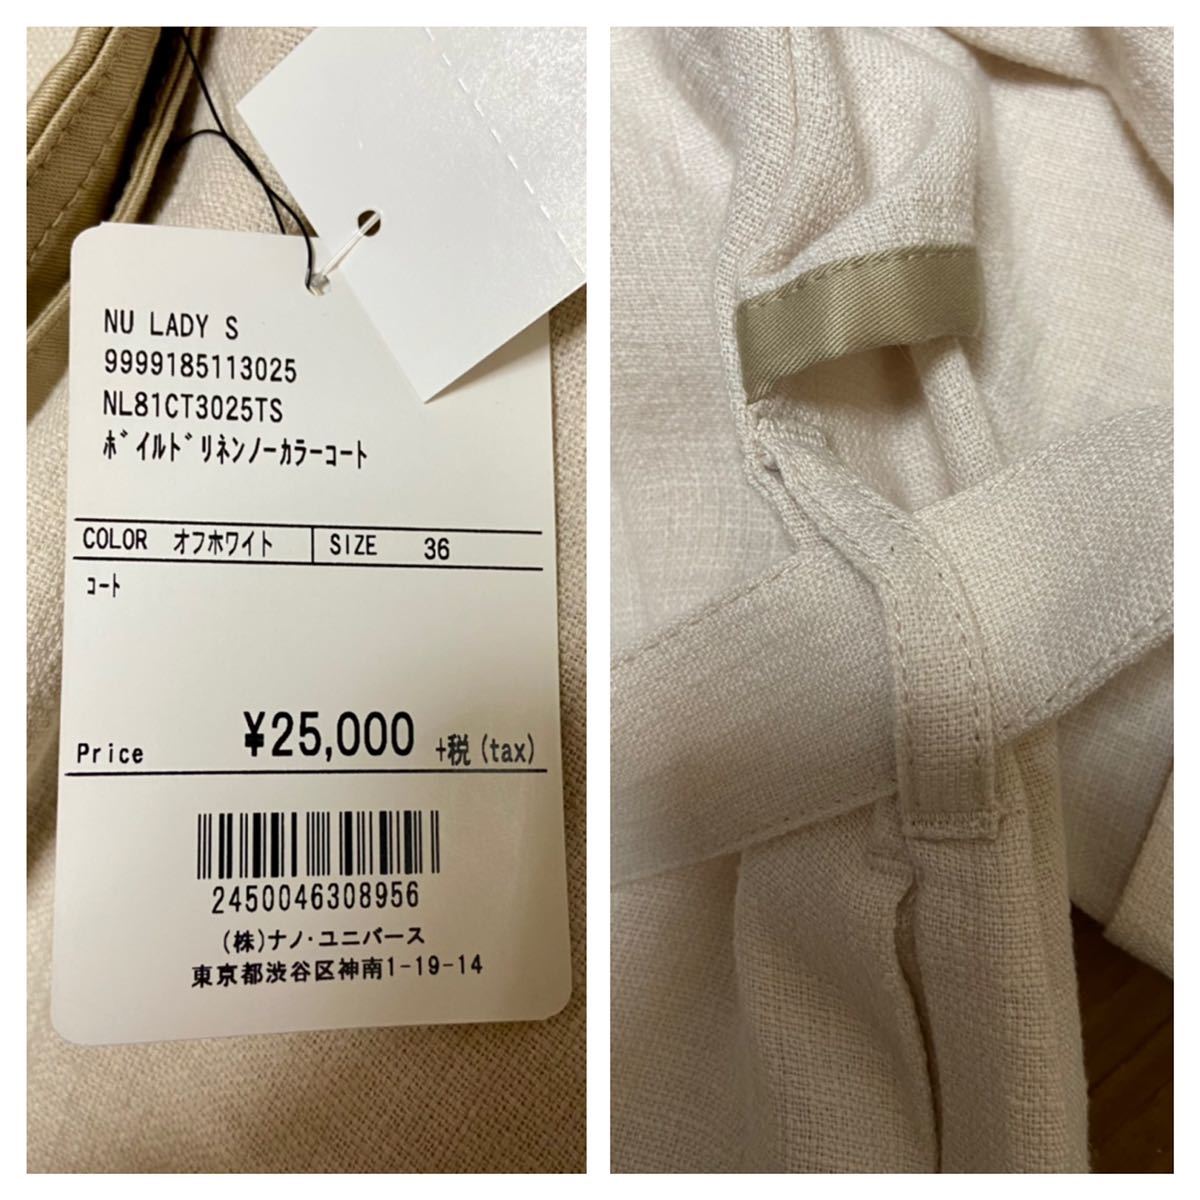 NU LADY S
9999185113025
NL81CT3025TS
ﾎﾞｲﾙﾄﾞﾘﾈﾝﾉｰｶﾗｰｺｰﾄ
COLOR オフホワイト SIZE 36
ｺｰﾄ
Price ¥25,000 +税(tax)
2450046308956
(株)ナノ・ユニバース
東京都渋谷区神南1-19-14